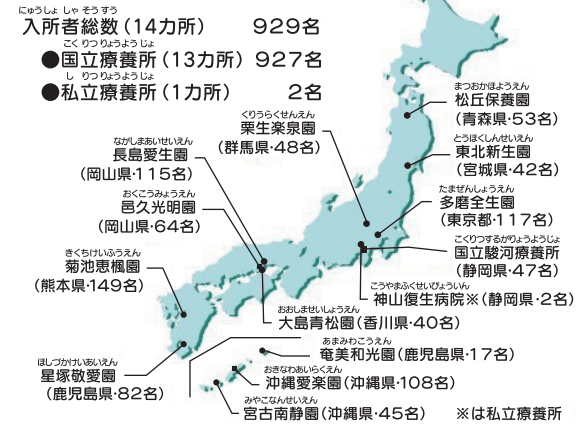 にゅうしょ しゃ そうすう
入所者総数(14カ所) 929名
こくりつりょうようじょ
●国立療養所(13カ所)927名
し りつりょうようじょ
●私立療養所(1カ所) 2名
まつおかほようえん
松丘保養園
(青森県・53名)
とうほくしんせいえん
東北新生園
(宮城県・42名)
くりうらくせんえん
栗生楽泉園
(群馬県・48名)
たまぜんしょうえん
多磨全生園
(東京都・117名)
こくりつするがりょうようじょ
国立駿河療養所
(静岡県・47名)
こうやまふくせいびょういん
神山復生病院※(静岡県・2名)
ながしまあいせいえん
長島愛生園
(岡山県・115名)
おくこうみょうえん
邑久光明園
(岡山県・64名)
おおしませいしょうえん
大島青松園(香川県・40名)
きくちけいふうえん
菊池恵楓園
(熊本県・149名)
ほしづかけいあいえん
星塚敬愛園
(鹿児島県・82名)
あまみわこうえん
奄美和光園(鹿児島県・17名)
おきなわあいらくえん
沖縄愛楽園(沖縄県・108名)
みやこなんせいえん
宮古南静園(沖縄県・45名)
※は私立療養所